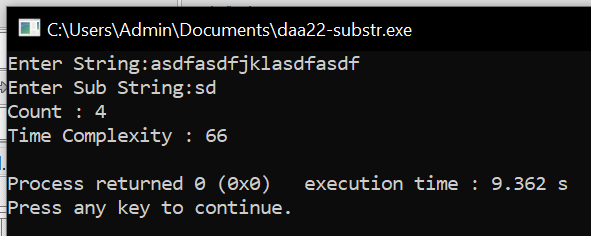 C:\Users\Admin\Documents\daa22-substr.exe
Enter String:asdfasdfjklasdfasdf
Enter Sub String:sd
Count : 4
Time Complexity : 66
Process returned 0 (0x0)   execution time : 9.362 s
Press any key to continue.